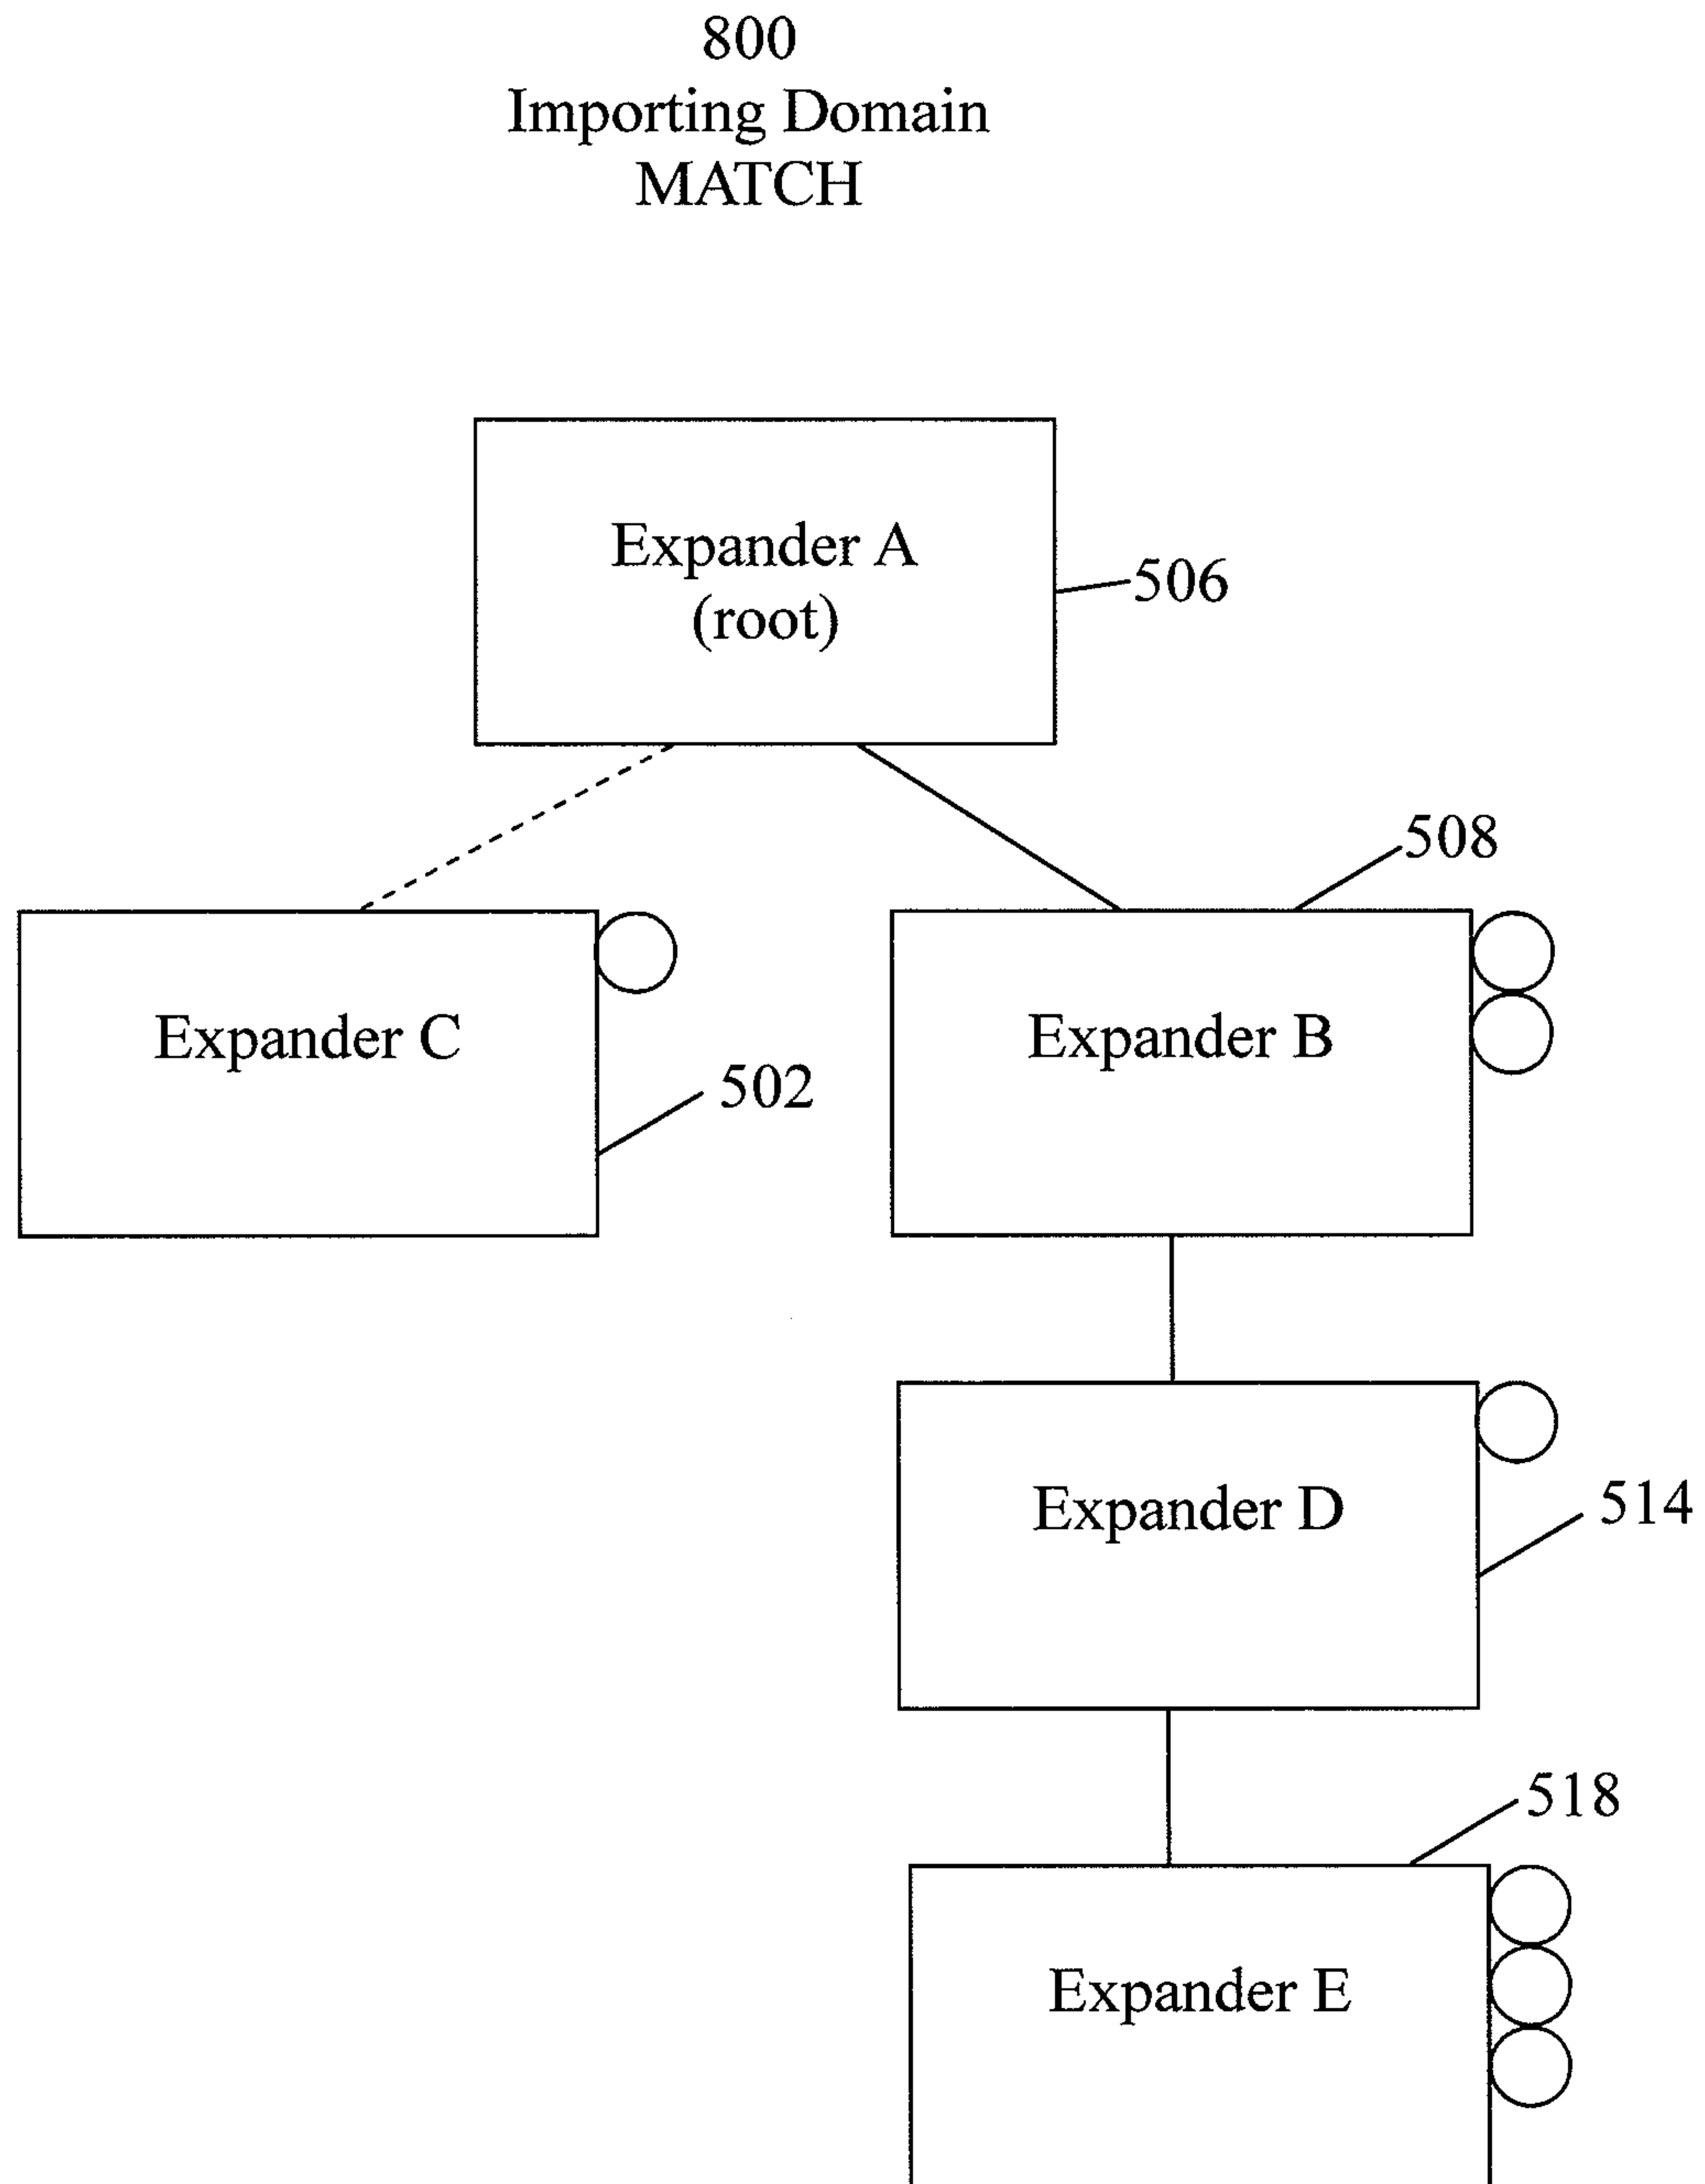 800
Importing Domain
MATCH
Expander A
(root)
506
508
Expander C
502
Expander B
Expander D
514
518
Expander E